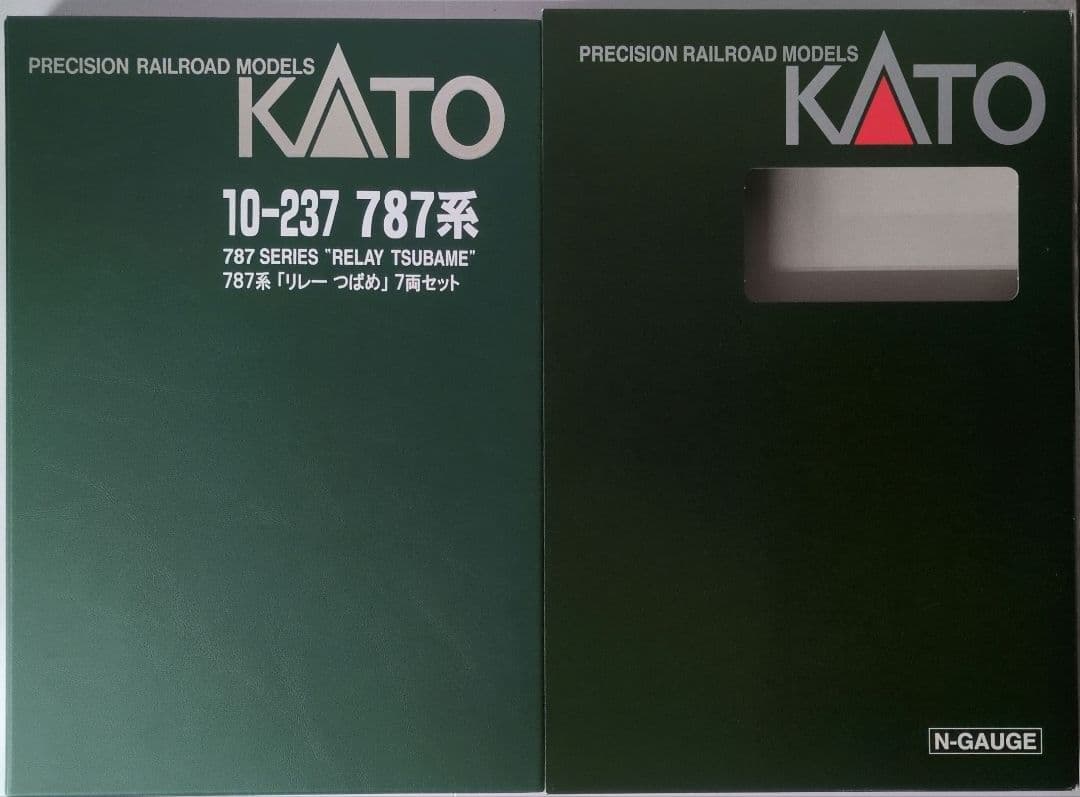 PRECISION RAILROAD MODELS
KATO
10-237 787系
787 SERIES "RELAY TSUBAME"
787系「リレー つばめ」7両セット
PRECISION RAILROAD MODELS
KATO
N-GAUGE